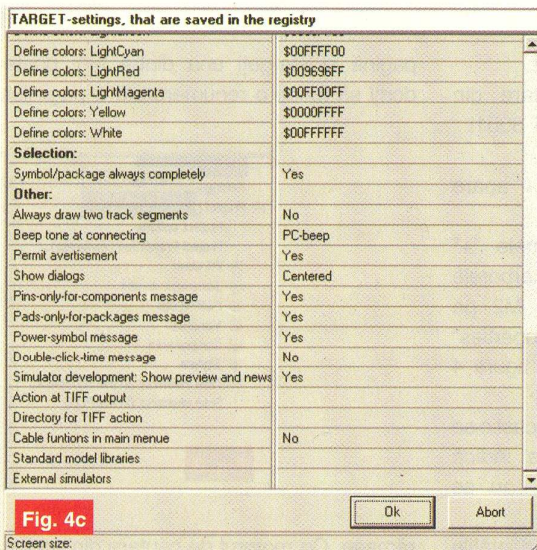 TARGET-settings, that are saved in the registry
Define colors: LightCyan $00FFFF00
Define colors: LightRed $009696FF
Define colors: LightMagenta $00FF00FF
Define colors: Yellow $0000FFFF
Define colors: White $00FFFFFF
Selection:
Symbol/package always completely Yes
Other:
Always draw two track segments No
Beep tone at connecting PC-beep
Permit avertisement Yes
Show dialogs Centered
Pins-only-for-components message Yes
Pads-only-for-packages message Yes
Power-symbol message Yes
Double-click-time message No
Simulator development: Show preview and news Yes
Action at TIFF output
Directory for TIFF action
Cable funtions in main menue No
Standard model libraries
External simulators
Fig. 4c
Ok Abort
Screen size: